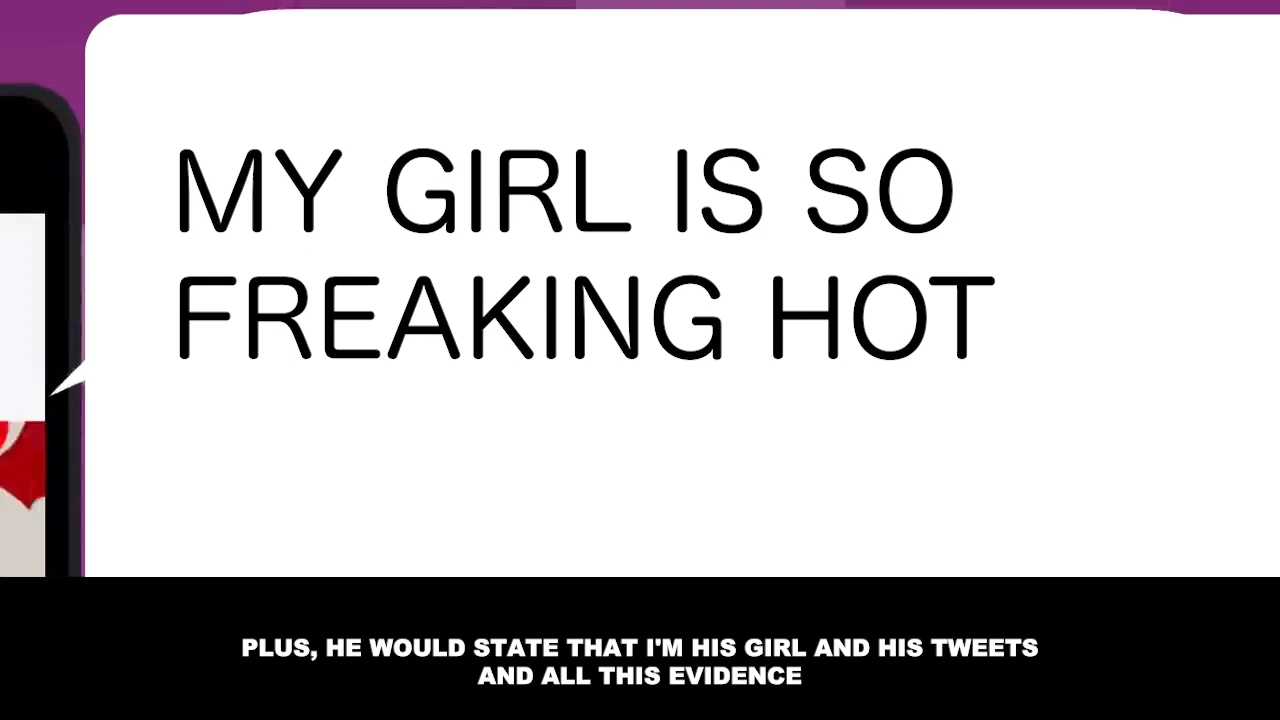 MY GIRL IS SO
FREAKING HOT
PLUS, HE WOULD STATE THAT I'M HIS GIRL AND HIS TWEETS
AND ALL THIS EVIDENCE